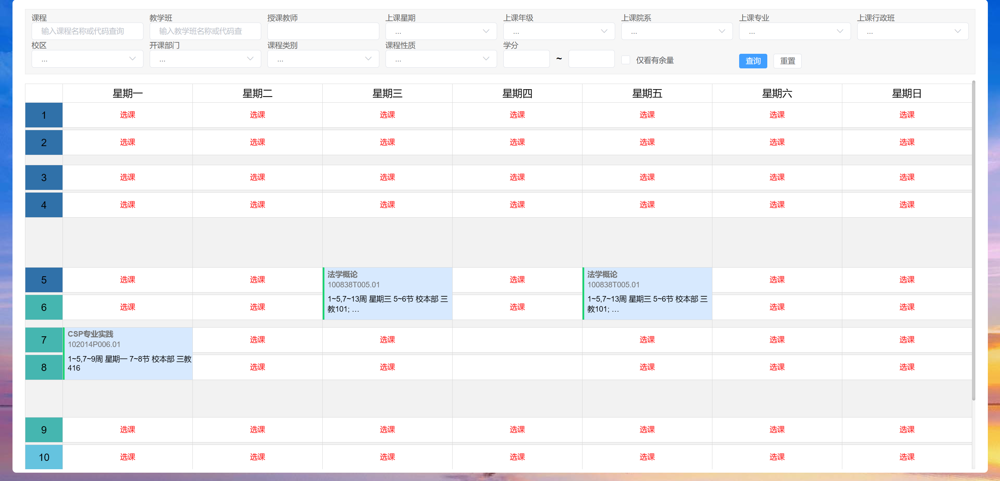 课程 教学班 授课教师 上课星期 上课年级 上课院系 上课专业 上课行政班
输入课程名称或代码查询 输入教学班名称或代码查 ... ... ... ... ...
校区 开课部门 课程类别 课程性质 学分
... ... ... ... ~ 仅看有余量 查询 重置
星期一 星期二 星期三 星期四 星期五 星期六 星期日
1 选课 选课 选课 选课 选课 选课 选课
2 选课 选课 选课 选课 选课 选课 选课
3 选课 选课 选课 选课 选课 选课 选课
4 选课 选课 选课 选课 选课 选课 选课
5 选课 选课 选课 选课 选课
法学概论
100838T005.01
1~5,7~13周 星期三 5~6节 校本部 三
教101; …
法学概论
100838T005.01
1~5,7~13周 星期三 5~6节 校本部 三
教101; …
6 选课 选课 选课 选课 选课
7 选课 选课 选课 选课 选课
CSP专业实践
102014P006.01
1~5,7~9周 星期一 7~8节 校本部 三教
416
8 选课 选课 选课 选课 选课
9 选课 选课 选课 选课 选课 选课 选课
10 选课 选课 选课 选课 选课 选课 选课